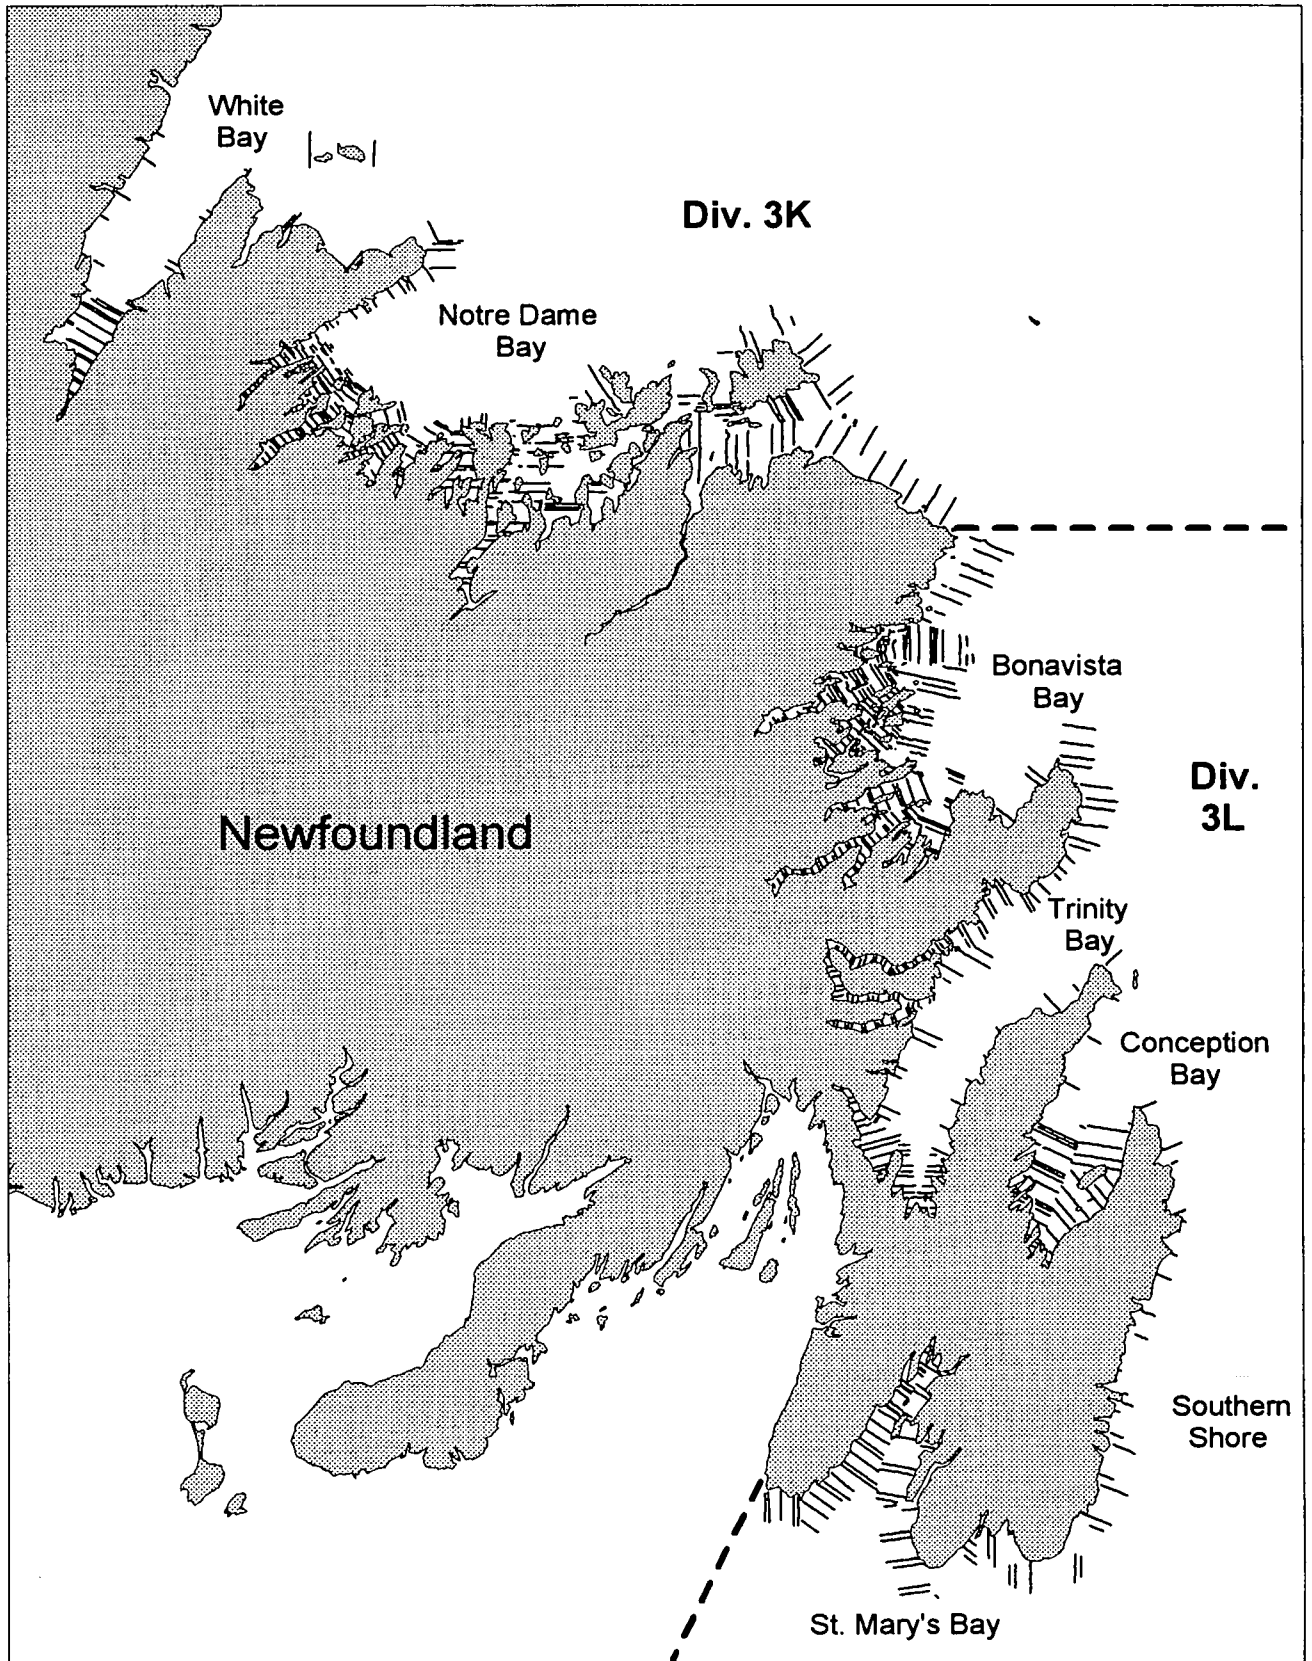 White
Bay
Div. 3K
Notre Dame
Bay
Bonavista
Bay
Div.
3L
Newfoundland
Trinity
Bay
Conception
Bay
Southern
Shore
St. Mary's Bay